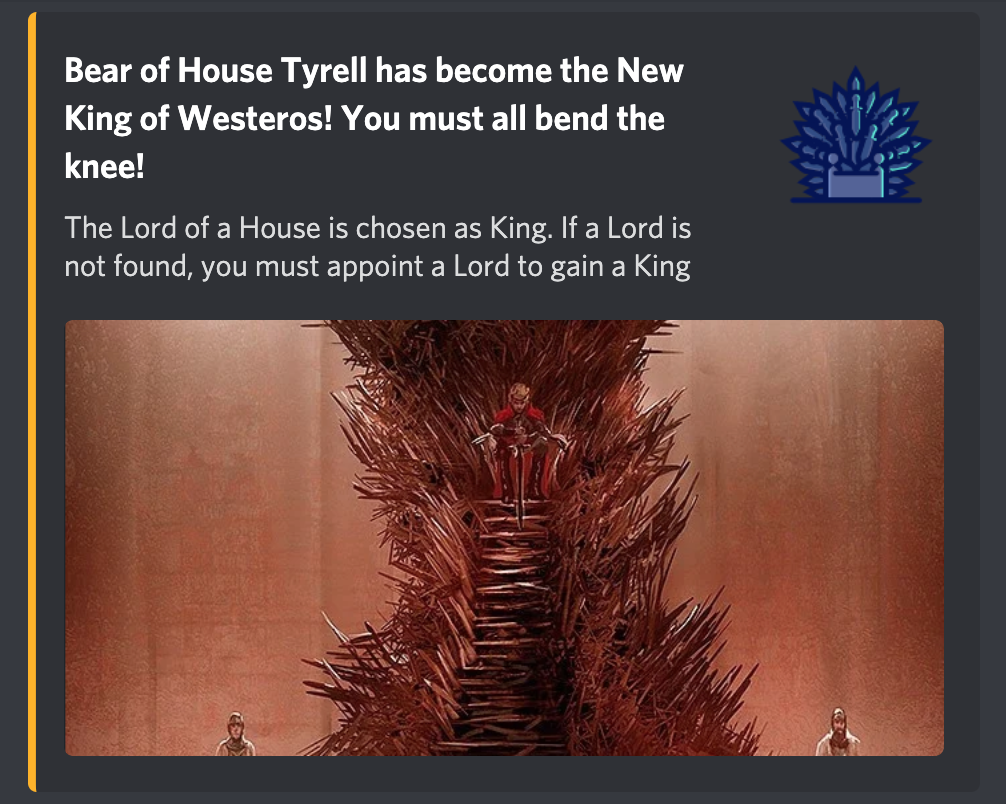 Bear of House Tyrell has become the New
King of Westeros! You must all bend the
knee!
The Lord of a House is chosen as King. If a Lord is
not found, you must appoint a Lord to gain a King